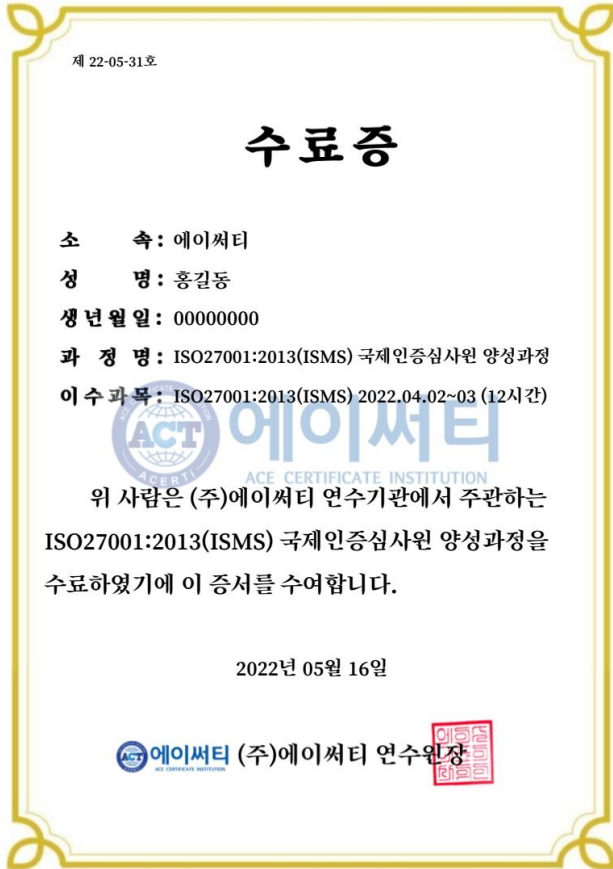 제 22-05-31호
수료증
소 속: 에이써티
성 명: 홍길동
생년월일: 00000000
과 정 명: ISO27001:2013(ISMS) 국제인증심사원 양성과정
이수과목: ISO27001:2013(ISMS) 2022.04.02~03 (12시간)
ACE CERTIFICATE INSTITUTION
ACT
ACERTI
에이써티
ACE CERTIFICATE INSTITUTION
위 사람은 (주)에이써티 연수기관에서 주관하는
ISO27001:2013(ISMS) 국제인증심사원 양성과정을
수료하였기에 이 증서를 수여합니다.
2022년 05월 16일
ACT 에이써티 (주)에이써티 연수원장
ACE CERTIFICATE INSTITUTION